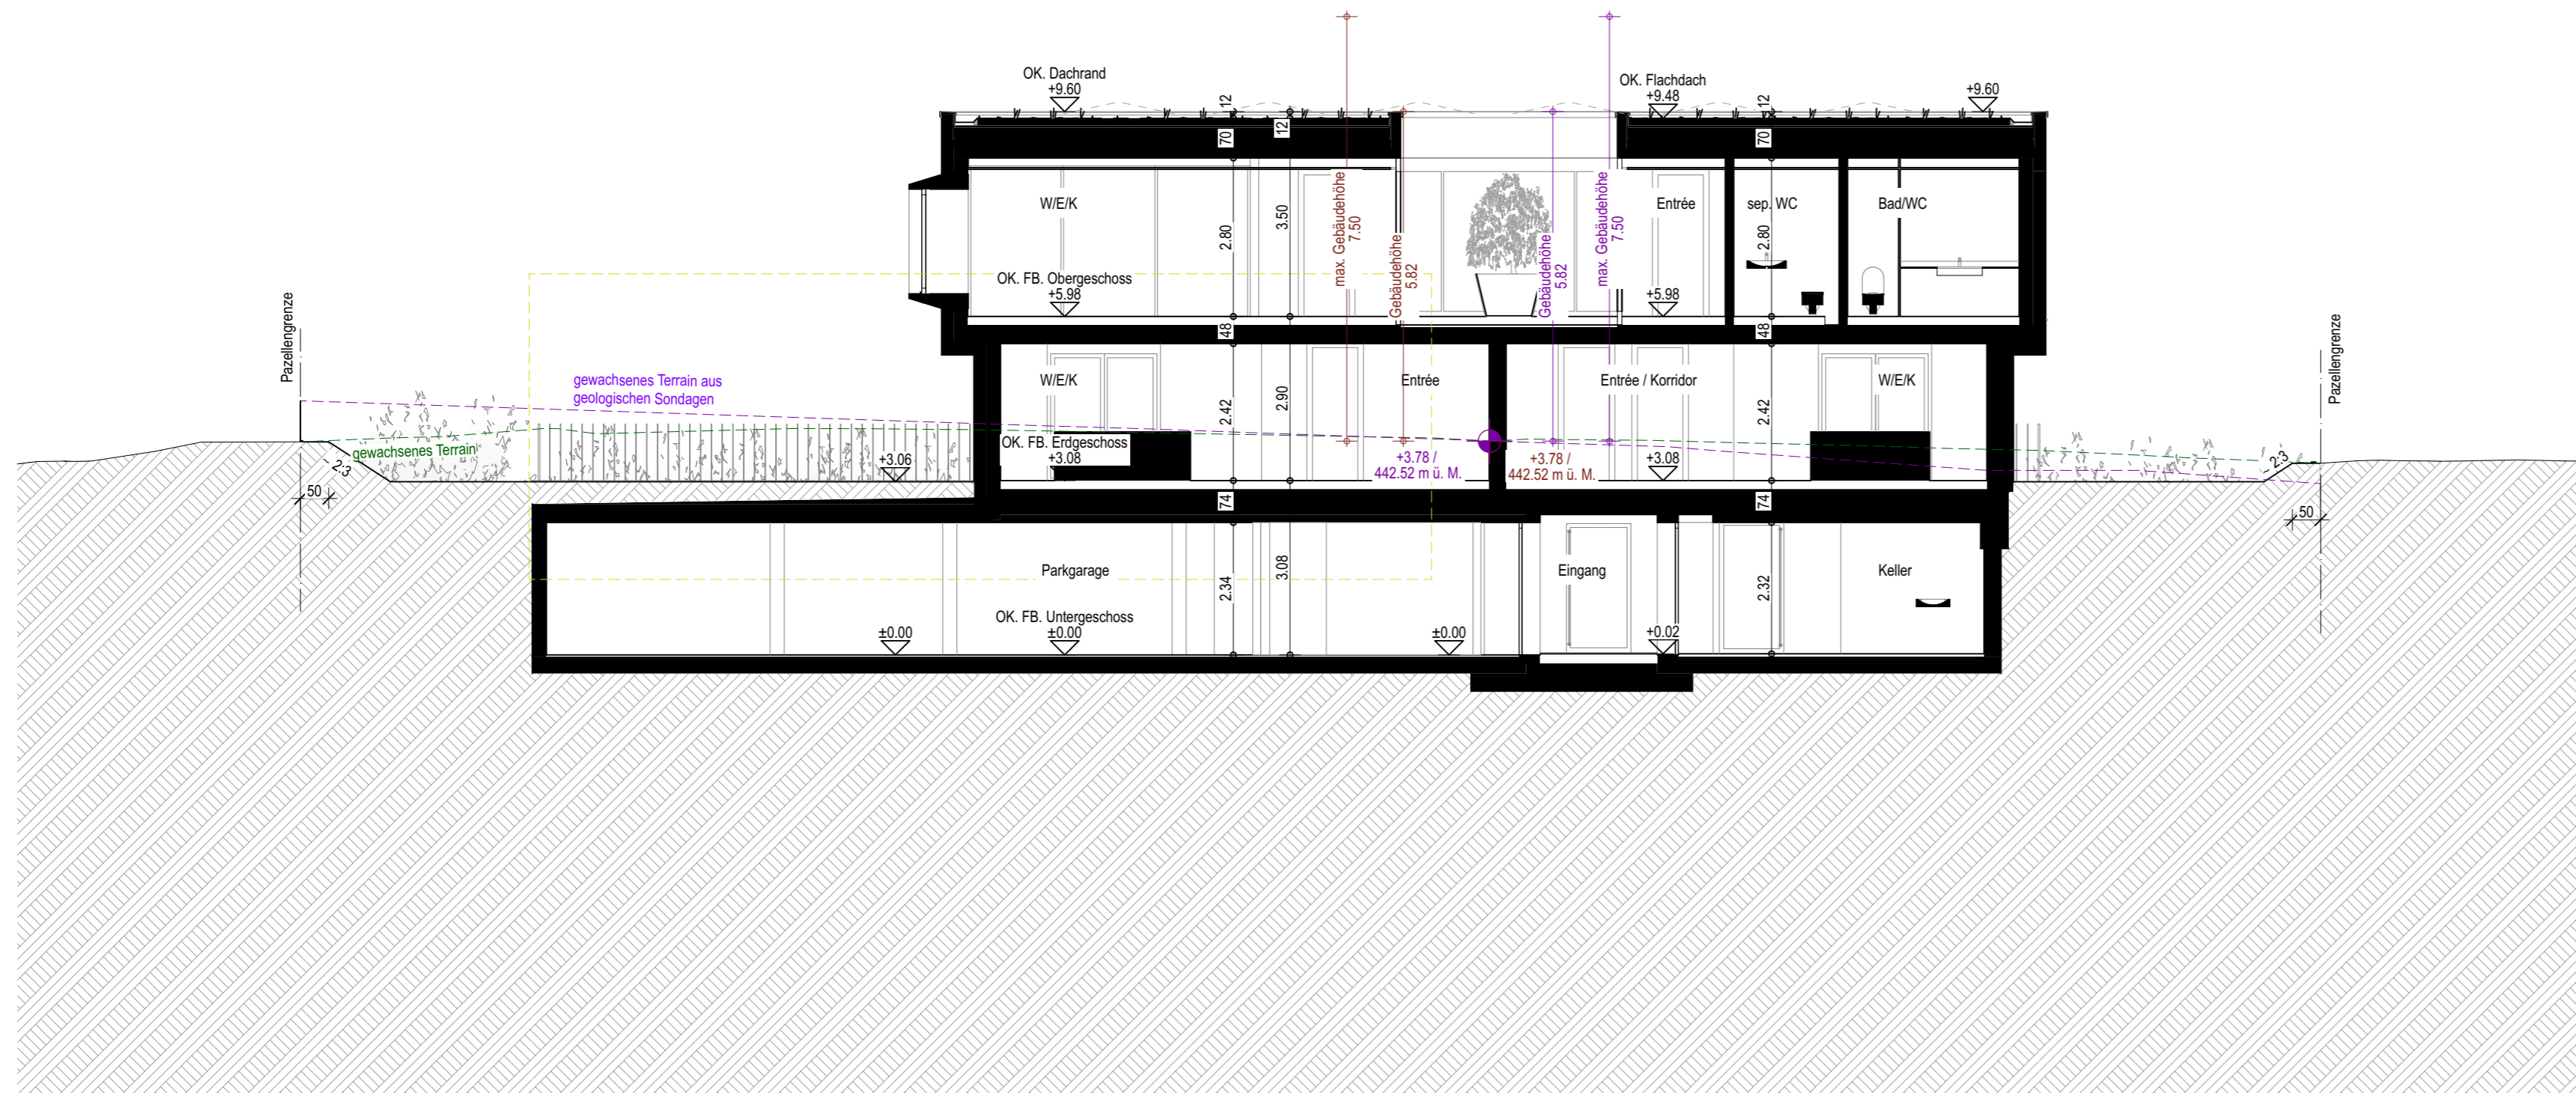 OK. Dachrand
+9.60
12
12
70
OK. Flachdach
+9.48
12
70
+9.60
W/E/K
2.80
3.50
max. Gebäudehöhe
7.50
Gebäudehöhe
5.82
Gebäudehöhe
5.82
max. Gebäudehöhe
7.50
Entrée
sep. WC
2.80
Bad/WC
OK. FB. Obergeschoss
+5.98
+5.98
48
48
Pazellengrenze
Pazellengrenze
gewachsenes Terrain aus
geologischen Sondagen
gewachsenes Terrain
~ 2:3
50
W/E/K
2.42
2.90
Entrée
Entrée / Korridor
2.42
W/E/K
OK. FB. Erdgeschoss
+3.08
+3.06
+3.78 /
442.52 m ü. M.
+3.78 /
442.52 m ü. M.
+3.08
~ 2:3
50
74
74
Parkgarage
2.34
3.08
Eingang
2.32
Keller
OK. FB. Untergeschoss
±0.00
±0.00
±0.00
+0.02